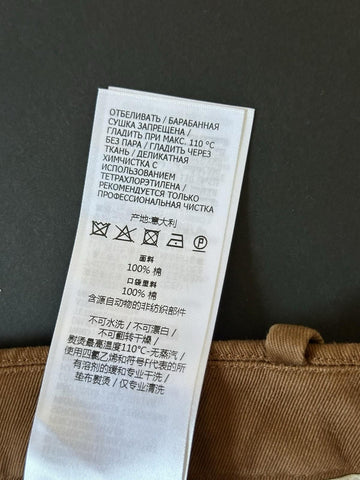 ОТБЕЛИВАТЬ / БАРАБАННАЯ
СУШКА ЗАПРЕЩЕНА /
ГЛАДИТЬ ПРИ МАКС. 110 °C
БЕЗ ПАРА / ГЛАДИТЬ ЧЕРЕЗ
ТКАНЬ / ДЕЛИКАТНАЯ
ХИМЧИСТКА С
ИСПОЛЬЗОВАНИЕМ
ТЕТРАХЛОРЭТИЛЕНА /
РЕКОМЕНДУЕТСЯ ТОЛЬКО
ПРОФЕССИОНАЛЬНАЯ ЧИСТКА
产地:意大利
P
面料
100% 棉
口袋里料
100% 棉
含源自动物的非纺织部件
不可水洗 / 不可漂白 /
不可翻转干燥 /
熨烫最高温度110°C-无蒸汽 /
使用四氯乙烯和符号F代表的所
有溶剂的缓和专业干洗 /
垫布熨烫 / 仅专业清洗